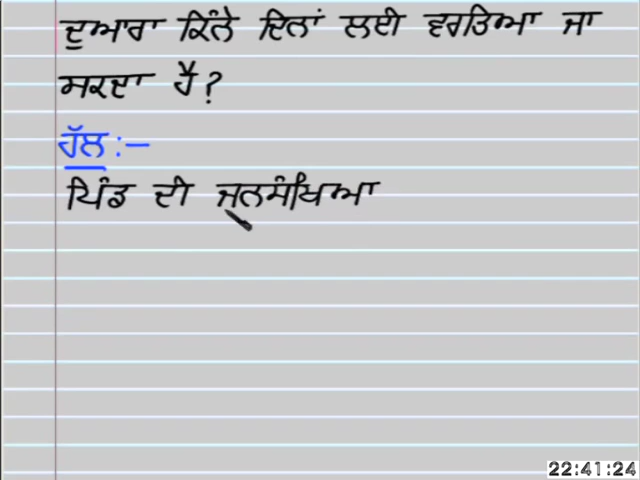 ਦੁਆਰਾ ਕਿੰਨੇ ਦਿਨਾਂ ਲਈ ਵਰਤਿਆ ਜਾ
ਸਕਦਾ ਹੈ?
ਹੱਲ :-
ਪਿੰਡ ਦੀ ਜਨਸੰਖਿਆ
22:41:24